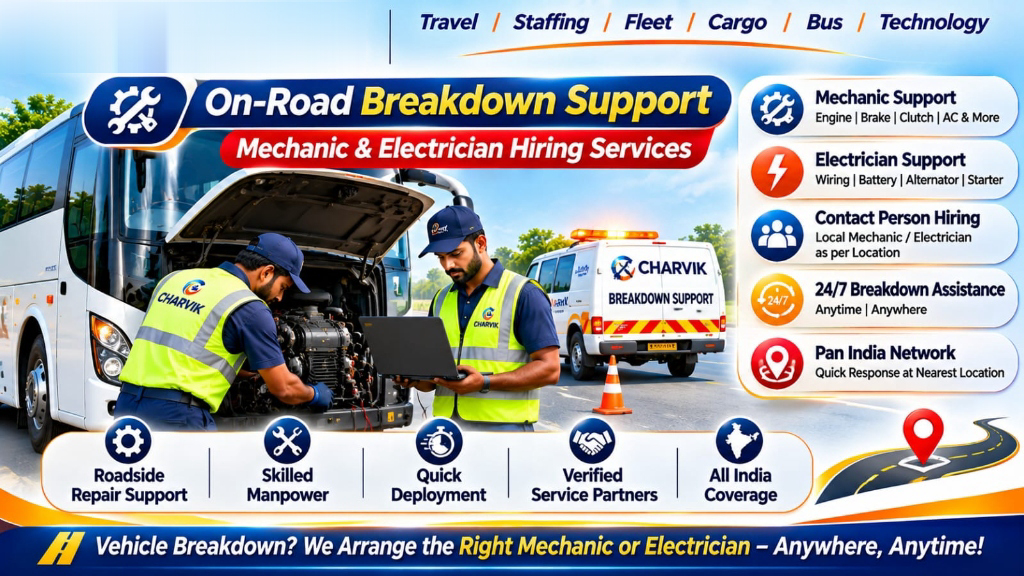 Travel / Staffing / Fleet / Cargo / Bus / Technology
On-Road Breakdown Support
Mechanic & Electrician Hiring Services
Mechanic Support
Engine | Brake | Clutch | AC & More
Electrician Support
Wiring | Battery | Alternator | Starter
Contact Person Hiring
Local Mechanic / Electrician
as per Location
24/7
24/7 Breakdown Assistance
Anytime | Anywhere
Pan India Network
Quick Response at Nearest Location
CHARVIK
CHARVIK
CHARVIK
BREAKDOWN SUPPORT
Roadside
Repair Support
Skilled
Manpower
Quick
Deployment
Verified
Service Partners
All India
Coverage
Vehicle Breakdown? We Arrange the Right Mechanic or Electrician – Anywhere, Anytime!